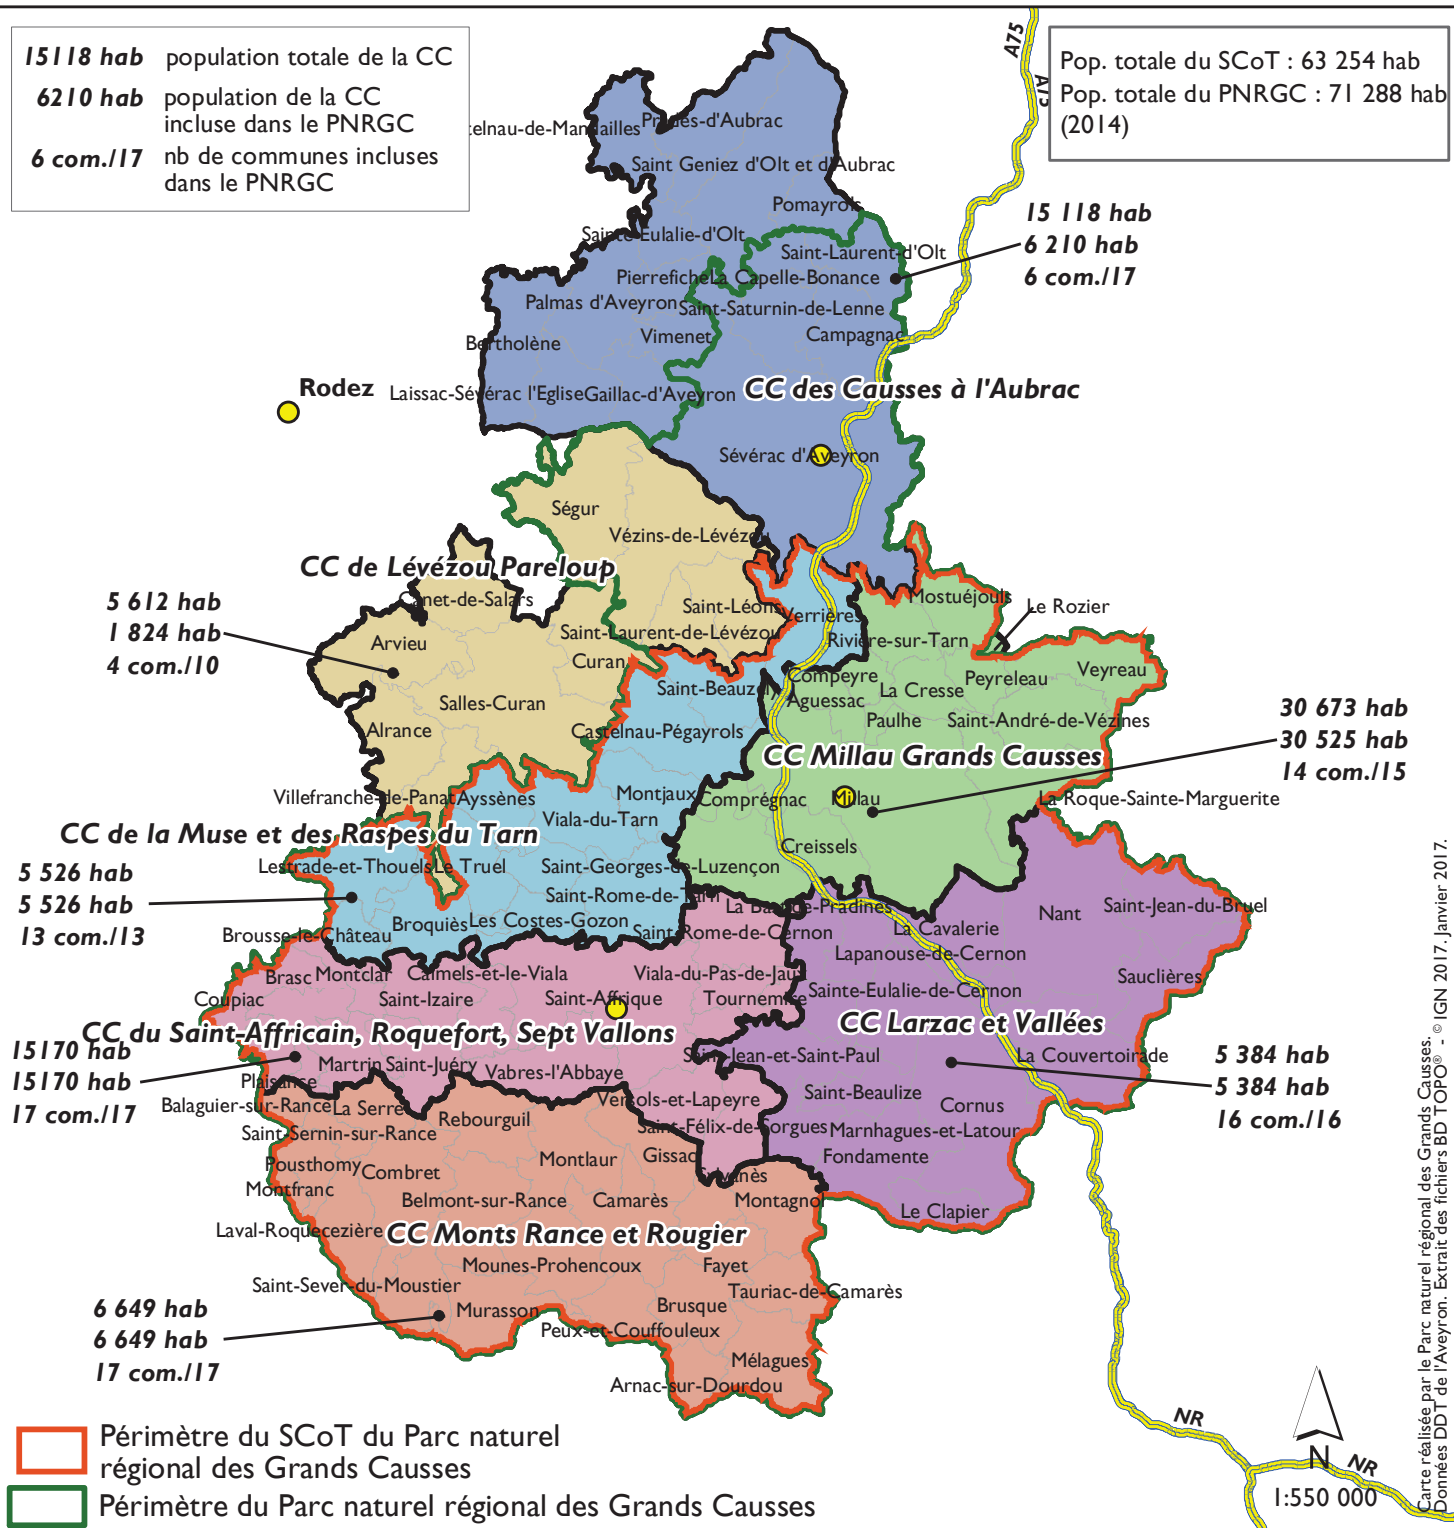 15118 hab population totale de la CC
6210 hab population de la CC
incluse dans le PNRGC
6 com./17 nb de communes incluses
dans le PNRGC
A75
A75
Pop. totale du SCoT : 63 254 hab
Pop. totale du PNRGC : 71 288 hab
(2014)
telnau-de-Mandailles
Prades-d'Aubrac
Saint Geniez d'Olt et d'Aubrac
Pomayrols
15 118 hab
6 210 hab
6 com./17
Sainte-Eulalie-d'Olt
Saint-Laurent-d'Olt
Pierrefiche
La Capelle-Bonance
Palmas d'Aveyron
Saint-Saturnin-de-Lenne
Vimenet
Campagnac
Bertholène
Rodez
Laissac-Sévérac l'Eglise
Gaillac-d'Aveyron
CC des Causses à l'Aubrac
Sévérac d'Aveyron
Ségur
Vézins-de-Lévézou
CC de Lévézou Pareloup
5 612 hab
1 824 hab
4 com./10
Canet-de-Salars
Arvieu
Saint-Léons
Saint-Laurent-de-Lévézou
Curan
Salles-Curan
Alrance
Verrières
Mostuéjouls
Le Rozier
Rivière-sur-Tarn
Compeyre
Aguessac
La Cresse
Peyreleau
Veyreau
Saint-Beauzély
Paulhe
Saint-André-de-Vézines
Castelnau-Pégayrols
CC Millau Grands Causses
30 673 hab
30 525 hab
14 com./15
Villefranche-de-Panat
Ayssènes
Montjaux
Comprégnac
Millau
La Roque-Sainte-Marguerite
Viala-du-Tarn
CC de la Muse et des Raspes du Tarn
Creissels
5 526 hab
5 526 hab
13 com./13
Lestrade-et-Thouels
Le Truel
Saint-Georges-de-Luzençon
Saint-Rome-de-Tarn
La Bastide-Pradines
Broquiès
Les Costes-Gozon
Saint-Rome-de-Cernon
Brousse-le-Château
La Cavalerie
Nant
Saint-Jean-du-Bruel
Lapanouse-de-Cernon
Brasc
Montclar
Calmels-et-le-Viala
Viala-du-Pas-de-Jaux
Sauclières
Coupiac
Saint-Izaire
Saint-Affrique
Tournemire
Sainte-Eulalie-de-Cernon
CC du Saint-Affricain, Roquefort, Sept Vallons
CC Larzac et Vallées
15170 hab
15170 hab
17 com./17
Martrin
Saint-Juéry
Vabres-l'Abbaye
Saint-Jean-et-Saint-Paul
La Couvertoirade
5 384 hab
5 384 hab
16 com./16
Plaisance
Balaguier-sur-Rance
La Serre
Rebourguil
Versols-et-Lapeyre
Saint-Beaulize
Cornus
Saint-Sernin-sur-Rance
Saint-Félix-de-Sorgues
Marnhagues-et-Latour
Pousthomy
Combret
Montlaur
Gissac
Fondamente
Montfranc
Sylvanès
Belmont-sur-Rance
Camarès
Montagnol
Le Clapier
Laval-Roquecezière
CC Monts Rance et Rougier
Mounes-Prohencoux
Fayet
Saint-Sever-du-Moustier
Tauriac-de-Camarès
6 649 hab
6 649 hab
17 com./17
Murasson
Brusque
Peux-et-Couffouleux
Mélagues
Arnac-sur-Dourdou
Périmètre du SCoT du Parc naturel
régional des Grands Causses
Périmètre du Parc naturel régional des Grands Causses
NR
NR
N
1:550 000
Carte réalisée par le Parc naturel régional des Grands Causses.
Données DDT de l'Aveyron. Extrait des fichiers BD TOPO® - © IGN 2017. Janvier 2017.